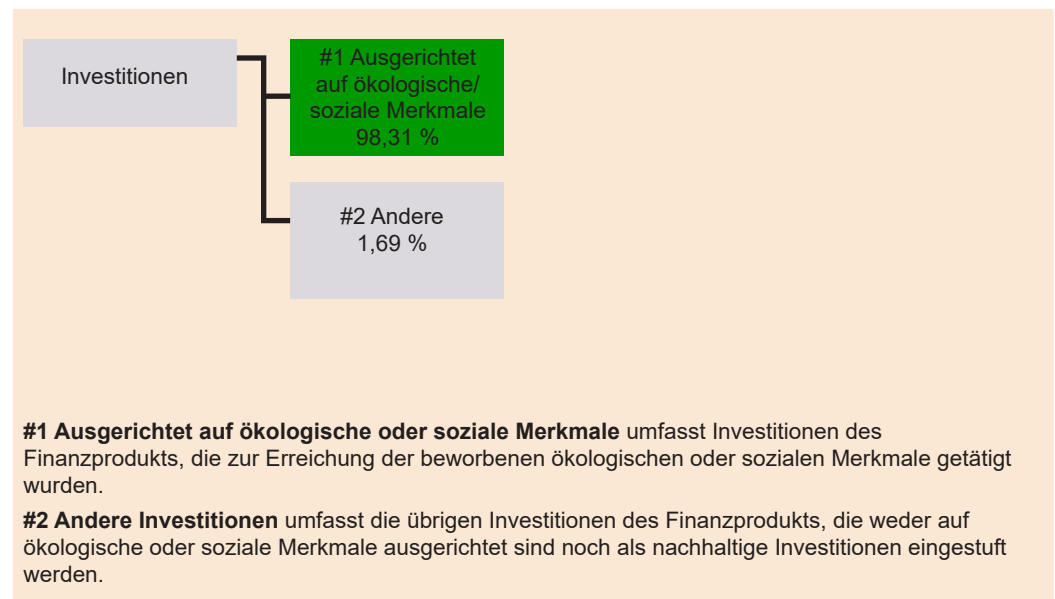 Investitionen
#1 Ausgerichtet
auf ökologische/
soziale Merkmale
98,31 %
#2 Andere
1,69 %
#1 Ausgerichtet auf ökologische oder soziale Merkmale umfasst Investitionen des
Finanzprodukts, die zur Erreichung der beworbenen ökologischen oder sozialen Merkmale getätigt
wurden.
#2 Andere Investitionen umfasst die übrigen Investitionen des Finanzprodukts, die weder auf
ökologische oder soziale Merkmale ausgerichtet sind noch als nachhaltige Investitionen eingestuft
werden.